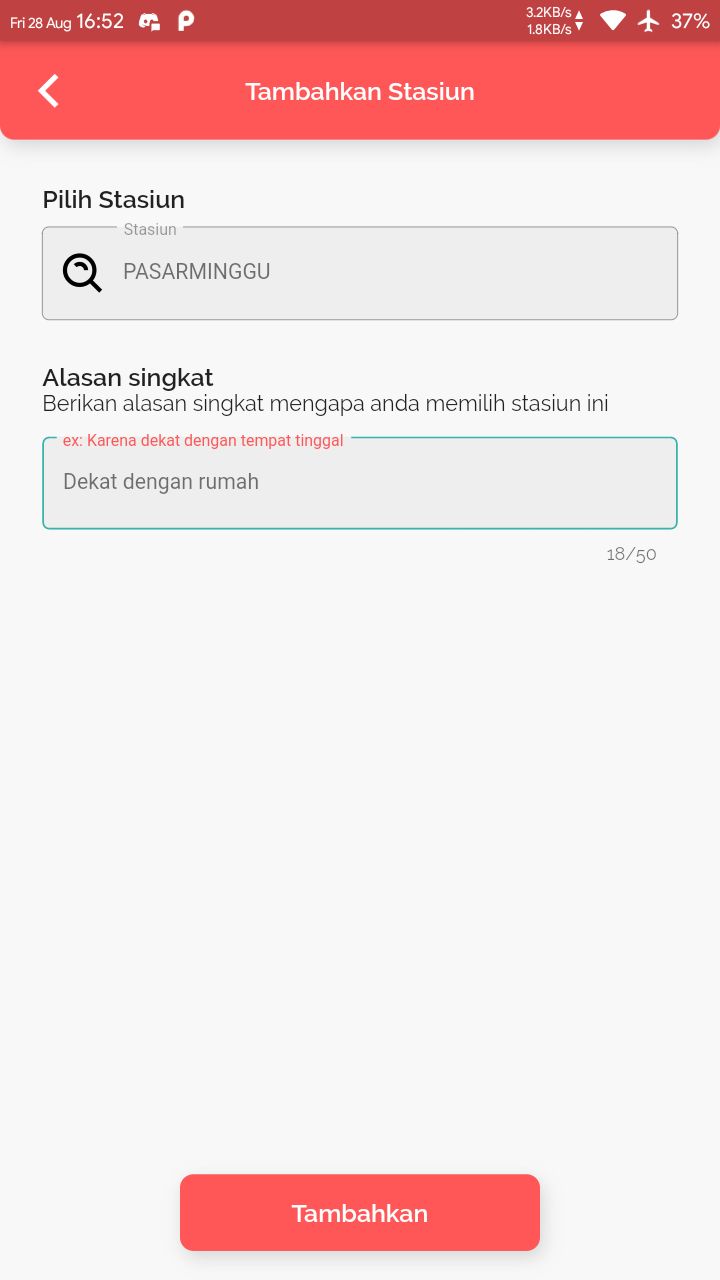 Fri 28 Aug 16:52 3.2KB/s 37%
1.8KB/s
Tambahkan Stasiun
Pilih Stasiun
Stasiun
PASARMINGGU
Alasan singkat
Berikan alasan singkat mengapa anda memilih stasiun ini
ex: Karena dekat dengan tempat tinggal
Dekat dengan rumah
18/50
Tambahkan